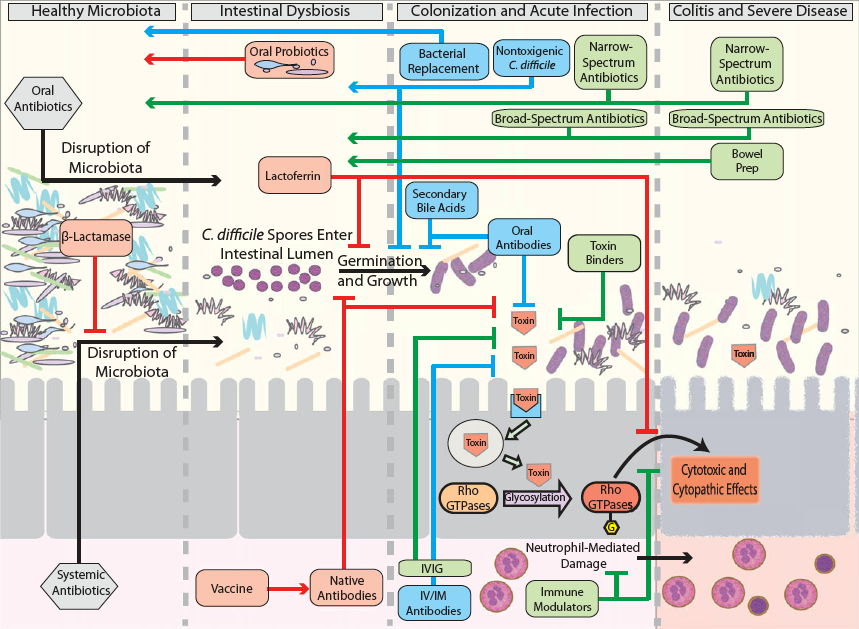 Healthy Microbiota
Intestinal Dysbiosis
Colonization and Acute Infection
Colitis and Severe Disease
Oral Probiotics
Bacterial
Replacement
Nontoxigenic
C. difficile
Narrow-
Spectrum
Antibiotics
Narrow-
Spectrum
Antibiotics
Oral
Antibiotics
Broad-Spectrum Antibiotics
Broad-Spectrum Antibiotics
Disruption of
Microbiota
Bowel
Prep
Lactoferrin
Secondary
Bile Acids
β-Lactamase
C. difficile Spores Enter
Intestinal Lumen
Oral
Antibodies
Toxin
Binders
Germination
and Growth
Toxin
Disruption of
Microbiota
Toxin
Toxin
Toxin
Toxin
Toxin
Rho
GTPases
Glycosylation
Rho
GTPases
G
Cytotoxic and
Cytopathic Effects
Neutrophil-Mediated
Damage
Systemic
Antibiotics
Vaccine
Native
Antibodies
IVIG
IV/IM
Antibodies
Immune
Modulators